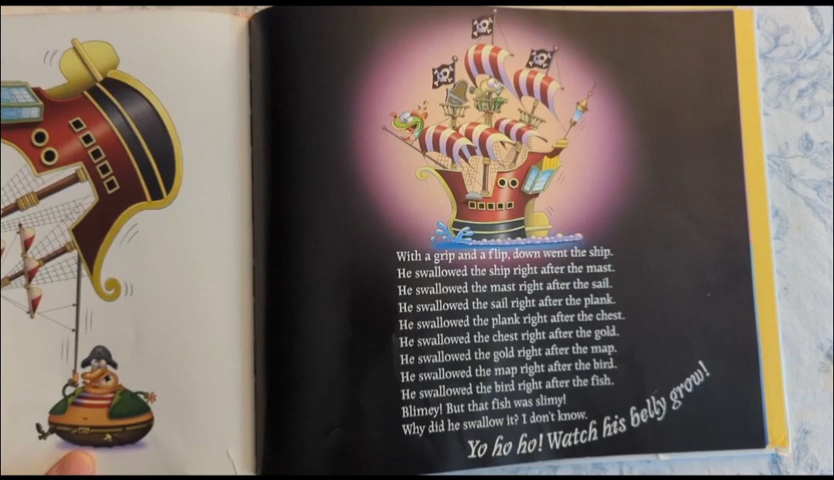 With a grip and a flip, down went the ship.
He swallowed the ship right after the mast.
He swallowed the mast right after the sail.
He swallowed the sail right after the plank.
He swallowed the plank right after the chest.
He swallowed the chest right after the gold.
He swallowed the gold right after the map.
He swallowed the map right after the bird.
He swallowed the bird right after the fish.
Blimey! But that fish was slimy!
Why did he swallow it? I don't know.
Yo ho ho! Watch his belly grow!